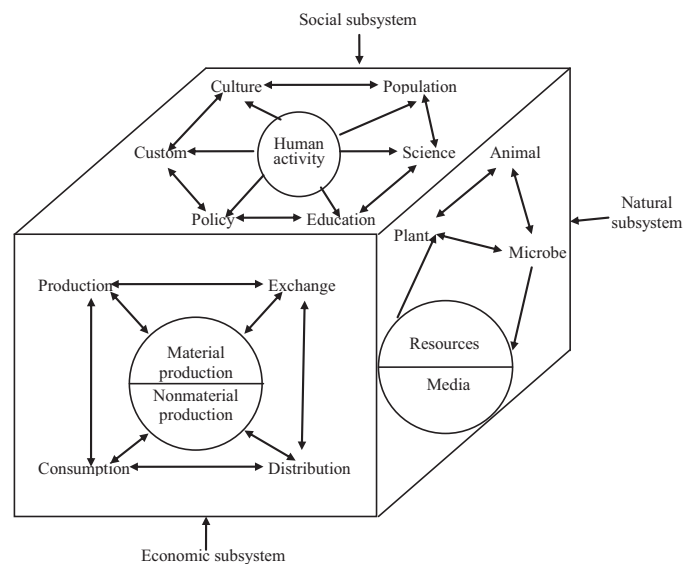 Social subsystem
Culture
Population
Human
activity
Custom
Science
Animal
Policy
Education
Natural
subsystem
Plant
Microbe
Production
Exchange
Resources
Media
Material
production
Nonmaterial
production
Consumption
Distribution
Economic subsystem